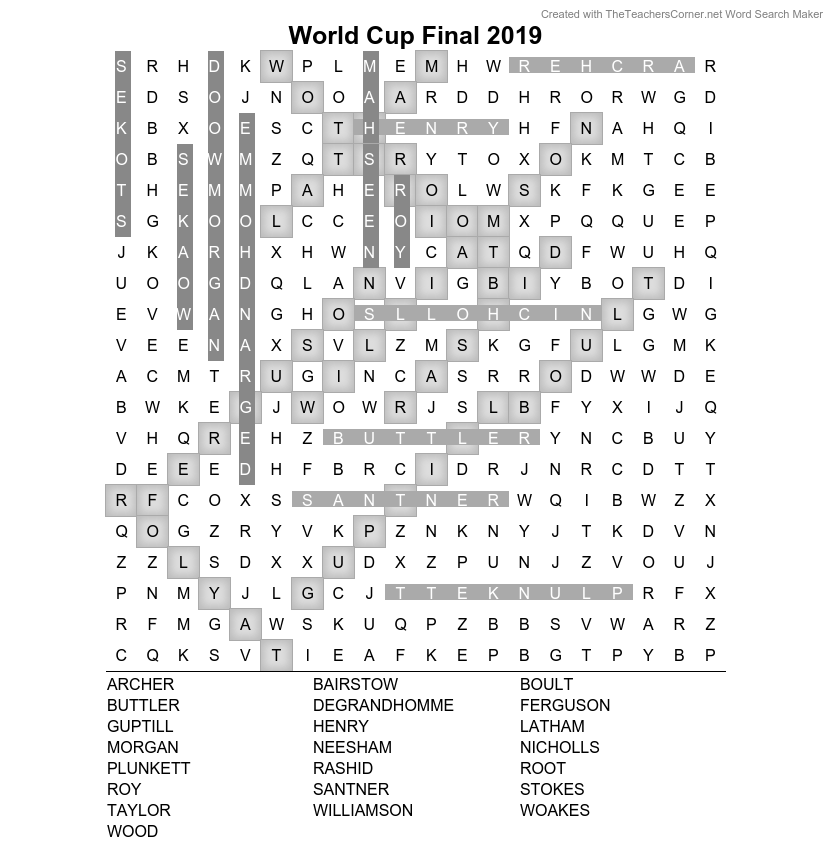 Created with TheTeachersCorner.net Word Search Maker
World Cup Final 2019
S R H D K W P L M E M H W R E H C R A R
E D S O J N O O A A R D D H R O R W G D
K B X O E S C T H E N R Y H F N A H Q I
O B S W M Z Q T S R Y T O X O K M T C B
T H E M M P A H E R O L W S K F K G E E
S G K O O L C C E O I O M X P Q Q U E P
J K A R H X H W N Y C A T Q D F W U H Q
U O O G D Q L A N V I G B I Y B O T D I
E V W A N G H O S L L O H C I N L G W G
V E E N A X S V L Z M S K G F U L G M K
A C M T R U G I N C A S R R O D W W D E
B W K E G J W O W R J S L B F Y X I J Q
V H Q R E H Z B U T T L E R Y N C B U Y
D E E E D H F B R C I D R J N R C D T T
R F C O X S S A N T N E R W Q I B W Z X
Q O G Z R Y V K P Z N K N Y J T K D V N
Z Z L S D X X U D X Z P U N J Z V O U J
P N M Y J L G C J T T E K N U L P R F X
R F M G A W S K U Q P Z B B S V W A R Z
C Q K S V T I E A F K E P B G T P Y B P
ARCHER BAIRSTOW BOULT
BUTTLER DEGRANDHOMME FERGUSON
GUPTILL HENRY LATHAM
MORGAN NEESHAM NICHOLLS
PLUNKETT RASHID ROOT
ROY SANTNER STOKES
TAYLOR WILLIAMSON WOAKES
WOOD